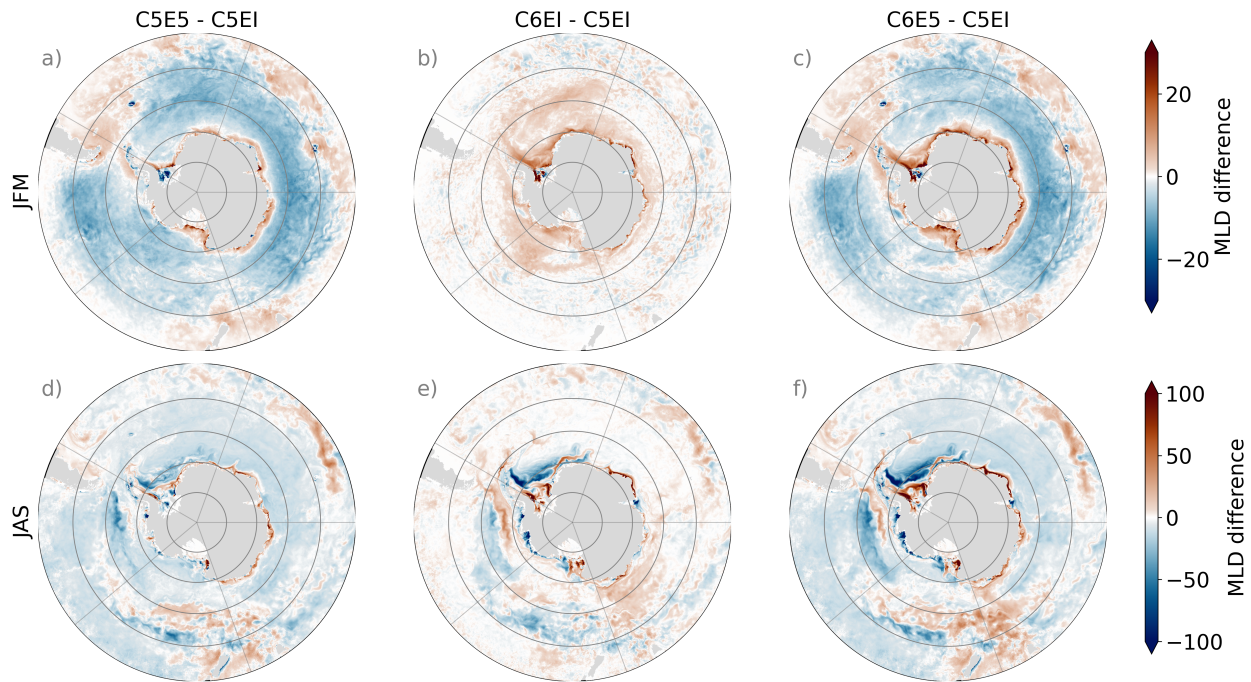 C5E5 - C5EI
C6EI - C5EI
C6E5 - C5EI
a)
b)
c)
JFM
20
0
−20
MLD difference
d)
e)
f)
JAS
100
50
0
−50
−100
MLD difference